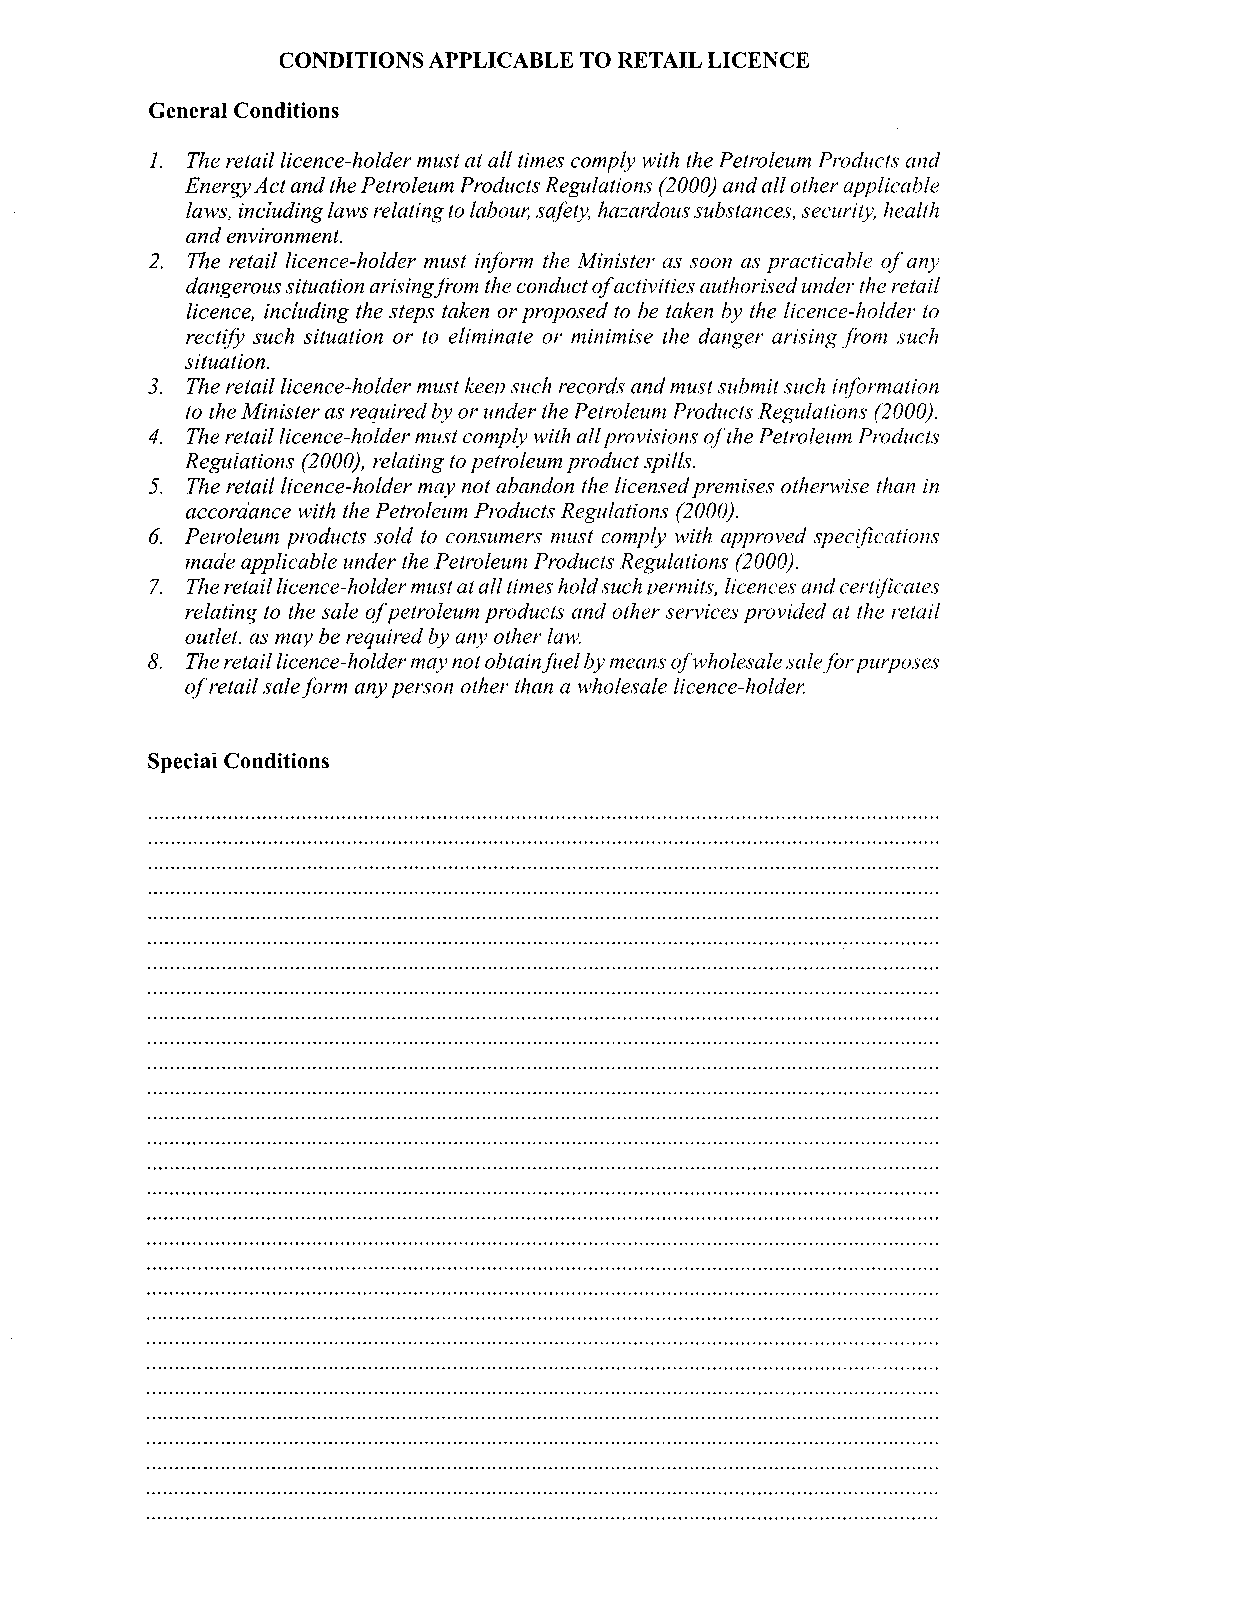 CONDITIONS APPLICABLE TO RETAIL LICENCE
General Conditions
1. The retail licence-holder must at all times comply with the Petroleum Products and
Energy Act and the Petroleum Products Regulations (2000) and all other applicable
laws, including laws relating to labour, safety, hazardous substances, security, health
and environment.
2. The retail licence-holder must inform the Minister as soon as practicable of any
dangerous situation arising from the conduct of activities authorised under the retail
licence, including the steps taken or proposed to be taken by the licence-holder to
rectify such situation or to eliminate or minimise the danger arising from such
situation.
3. The retail licence-holder must keep such records and must submit such information
to the Minister as required by or under the Petroleum Products Regulations (2000).
4. The retail licence-holder must comply with all provisions of the Petroleum Products
Regulations (2000), relating to petroleum product spills.
5. The retail licence-holder may not abandon the licensed premises otherwise than in
accordance with the Petroleum Products Regulations (2000).
6. Petroleum products sold to consumers must comply with approved specifications
made applicable under the Petroleum Products Regulations (2000).
7. The retail licence-holder must at all times hold such permits, licences and certificates
relating to the sale of petroleum products and other services provided at the retail
outlet. as may be required by any other law.
8. The retail licence-holder may not obtain fuel by means of wholesale sale for purposes
of retail sale form any person other than a wholesale licence-holder.
Special Conditions